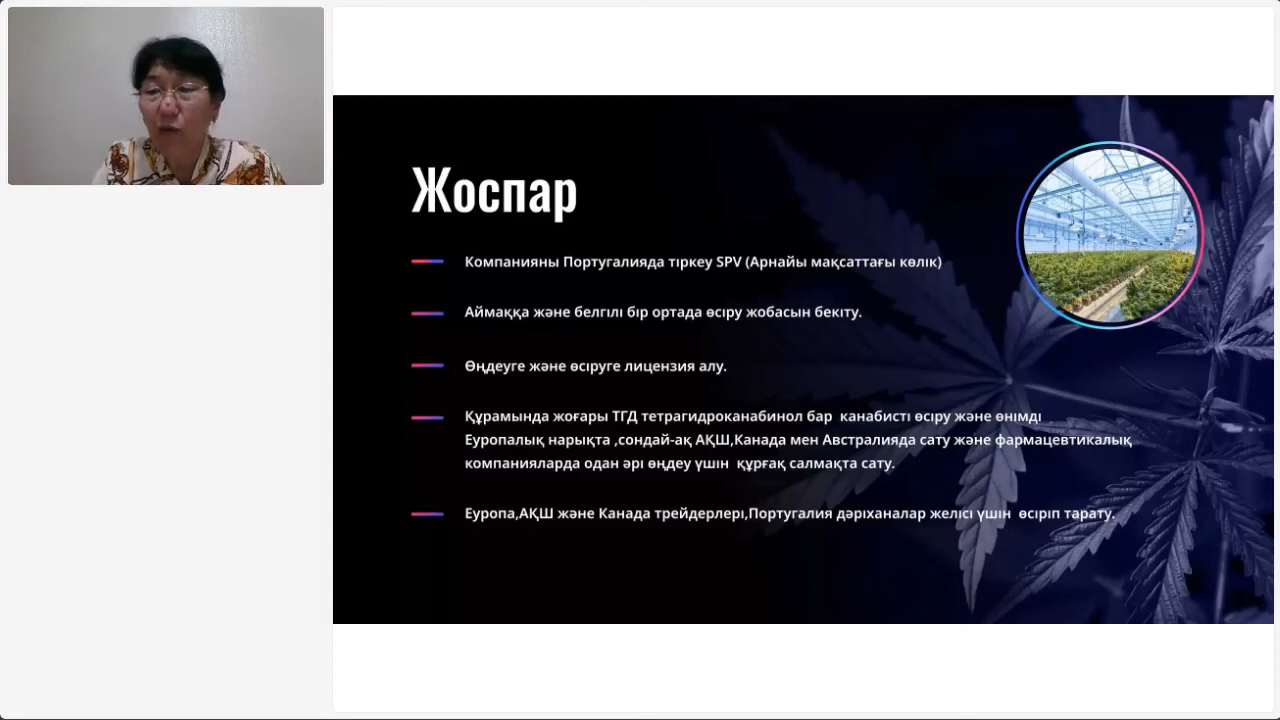 Жоспар
Компанияны Португалияда тіркеу SPV (Арнайы мақсаттағы көлік)
Аймаққа және белгілі бір ортада өсіру жобасын бекіту.
Өңдеуге және өсіруге лицензия алу.
Құрамында жоғары ТГД тетрагидроканабинол бар  канабисті өсіру және өнімді
Еуропалық нарықта ,сондай-ақ АҚШ,Канада мен Австралияда сату және фармацевтикалық
компанияларда одан әрі өңдеу үшін  құрғақ салмақта сату.
Еуропа,АҚШ және Канада трейдерлері,Португалия дәріханалар желісі үшін  өсіріп тарату.